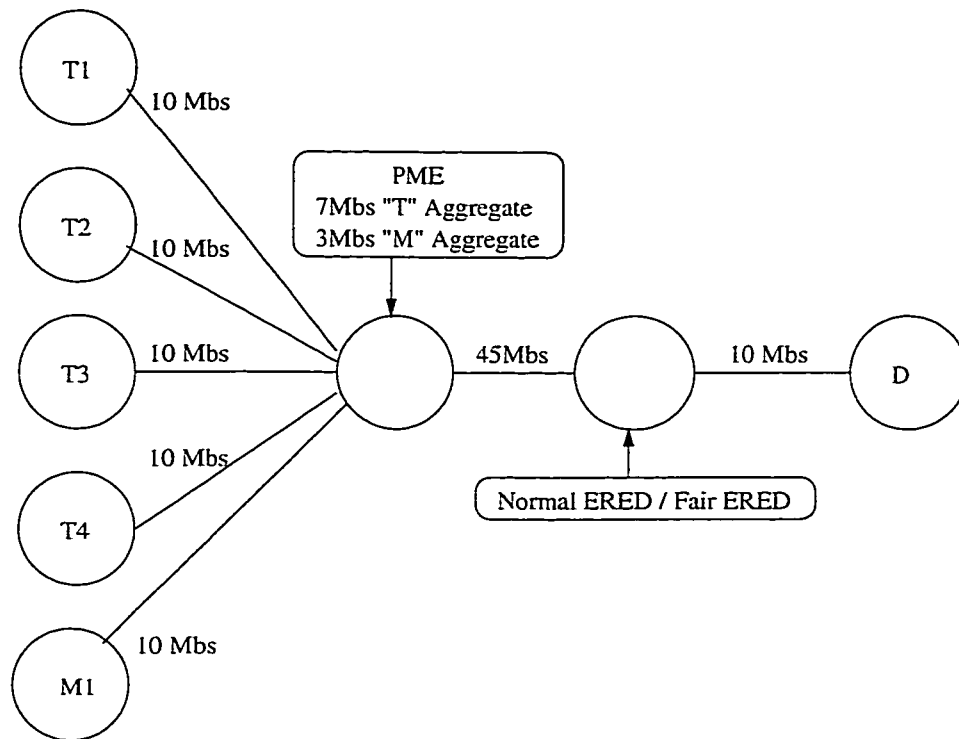 T1
10 Mbs
PME
7Mbs "T" Aggregate
3Mbs "M" Aggregate
T2
10 Mbs
T3
10 Mbs
45Mbs
10 Mbs
D
10 Mbs
Normal ERED / Fair ERED
T4
10 Mbs
M1